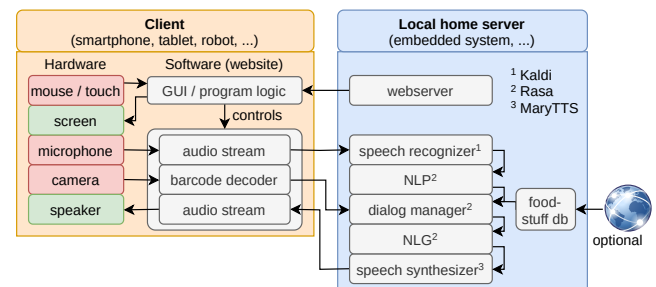 Client
(smartphone, tablet, robot, ...)
Hardware
Software (website)
mouse / touch
GUI / program logic
screen
controls
microphone
audio stream
camera
barcode decoder
speaker
audio stream
Local home server
(embedded system, ...)
webserver
¹ Kaldi
² Rasa
³ MaryTTS
speech recognizer¹
NLP²
dialog manager²
NLG²
speech synthesizer³
food-
stuff db
optional